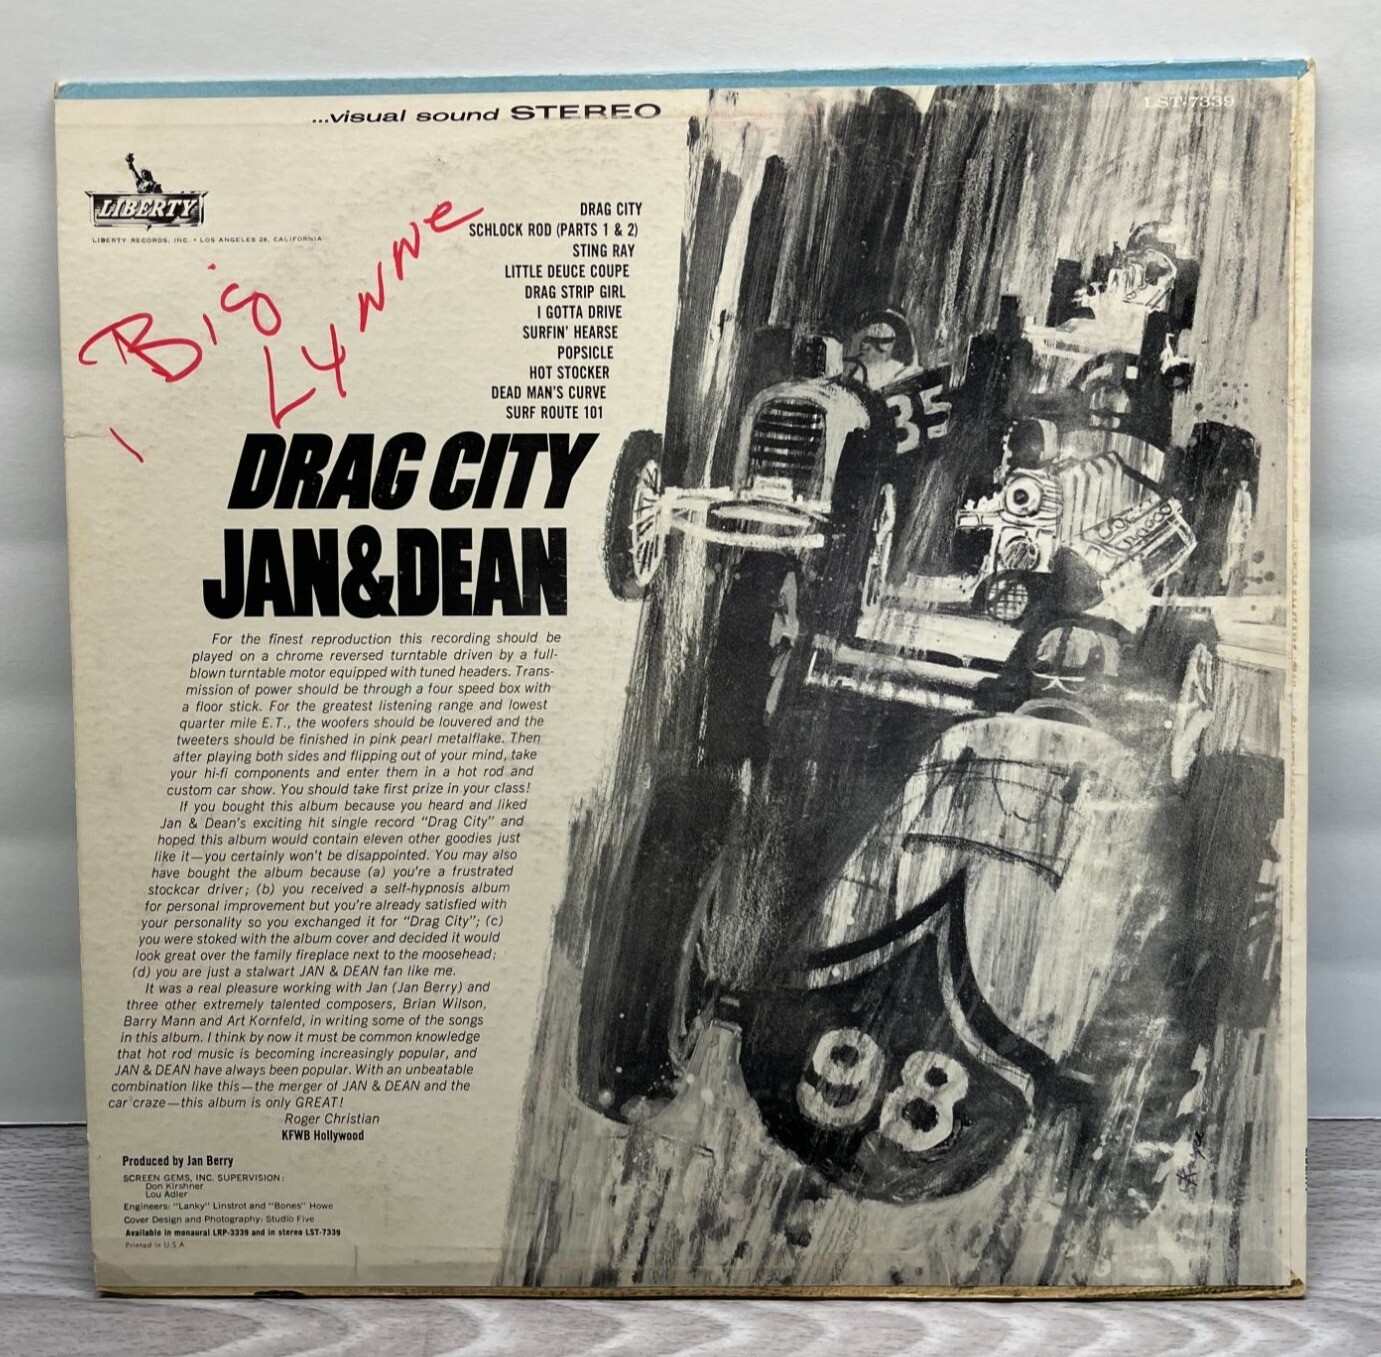 ...visual sound STEREO
LST-7339
LIBERTY
LIBERTY RECORDS, INC. • LOS ANGELES 28, CALIFORNIA
Big
LYNNe
DRAG CITY
SCHLOCK ROD (PARTS 1 & 2)
STING RAY
LITTLE DEUCE COUPE
DRAG STRIP GIRL
I GOTTA DRIVE
SURFIN' HEARSE
POPSICLE
HOT STOCKER
DEAD MAN'S CURVE
SURF ROUTE 101
DRAG CITY
JAN&DEAN
For the finest reproduction this recording should be
played on a chrome reversed turntable driven by a full-
blown turntable motor equipped with tuned headers. Trans-
mission of power should be through a four speed box with
a floor stick. For the greatest listening range and lowest
quarter mile E.T., the woofers should be louvered and the
tweeters should be finished in pink pearl metalflake. Then
after playing both sides and flipping out of your mind, take
your hi-fi components and enter them in a hot rod and
custom car show. You should take first prize in your class!
If you bought this album because you heard and liked
Jan & Dean's exciting hit single record "Drag City" and
hoped this album would contain eleven other goodies just
like it—you certainly won't be disappointed. You may also
have bought the album because (a) you're a frustrated
stockcar driver; (b) you received a self-hypnosis album
for personal improvement but you're already satisfied with
your personality so you exchanged it for "Drag City"; (c)
you were stoked with the album cover and decided it would
look great over the family fireplace next to the moosehead;
(d) you are just a stalwart JAN & DEAN fan like me.
It was a real pleasure working with Jan (Jan Berry) and
three other extremely talented composers, Brian Wilson,
Barry Mann and Art Kornfeld, in writing some of the songs
in this album. I think by now it must be common knowledge
that hot rod music is becoming increasingly popular, and
JAN & DEAN have always been popular. With an unbeatable
combination like this—the merger of JAN & DEAN and the
car craze—this album is only GREAT!
Roger Christian
KFWB Hollywood
Produced by Jan Berry
SCREEN GEMS, INC. SUPERVISION:
Don Kirshner
Lou Adler
Engineers: "Lanky" Linstrot and "Bones" Howe
Cover Design and Photography: Studio Five
Available in monaural LRP-3339 and in stereo LST-7339
Printed in U.S.A.
35
98